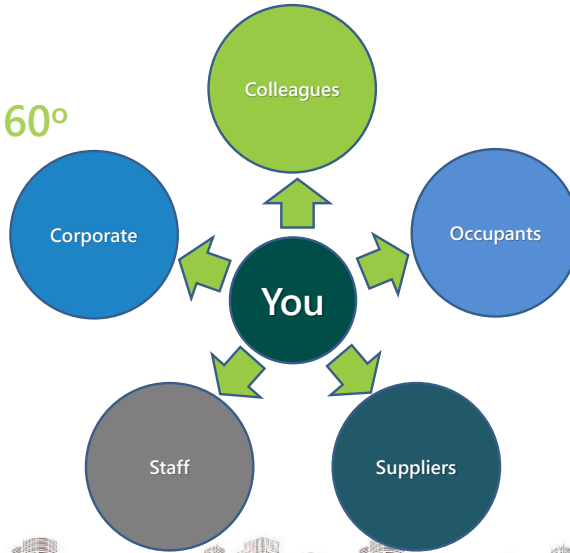 Colleagues
60º
Corporate
Occupants
You
Staff
Suppliers